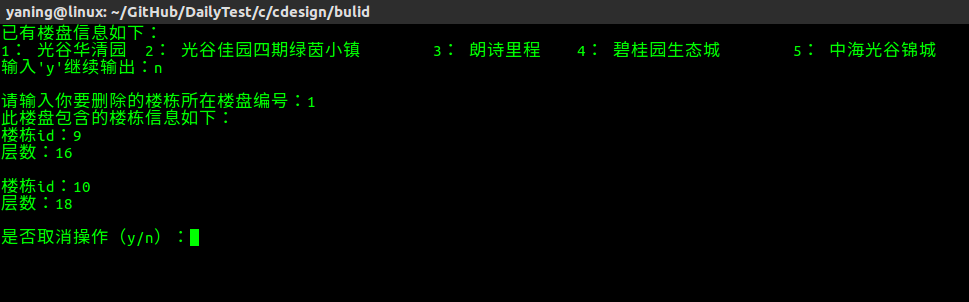 yaning@linux: ~/GitHub/DailyTest/c/cdesign/bulid
已有楼盘信息如下：
1： 光谷华清园 2： 光谷佳园四期绿茵小镇 3： 朗诗里程 4： 碧桂园生态城 5： 中海光谷锦城
输入'y'继续输出：n
请输入你要删除的楼栋所在楼盘编号：1
此楼盘包含的楼栋信息如下：
楼栋id：9
层数：16
楼栋id：10
层数：18
是否取消操作（y/n）：